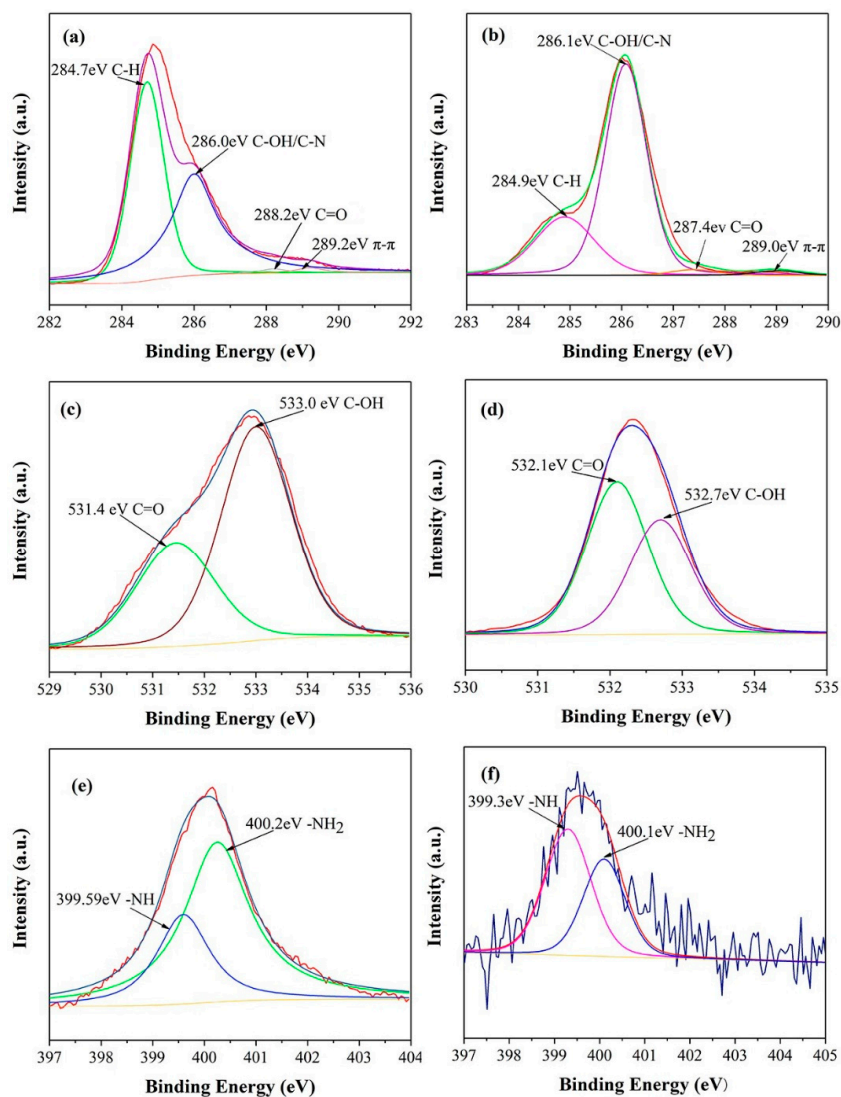 (a)
284.7eV C-H
286.0eV C-OH/C-N
288.2eV C=O
289.2eV π-π
Intensity (a.u.)
282 284 286 288 290 292
Binding Energy (eV)
(b)
286.1eV C-OH/C-N
284.9eV C-H
287.4ev C=O
289.0eV π-π
Intensity (a.u.)
283 284 285 286 287 288 289 290
Binding Energy (eV)
(c)
533.0 eV C-OH
531.4 eV C=O
Intensity (a.u.)
529 530 531 532 533 534 535 536
Binding Energy (eV)
(d)
532.1eV C=O
532.7eV C-OH
Intensity (a.u.)
530 531 532 533 534 535
Binding Energy (eV)
(e)
400.2eV -NH₂
399.59eV -NH
Intensity (a.u.)
397 398 399 400 401 402 403 404
Binding Energy (eV)
(f)
399.3eV -NH
400.1eV -NH₂
Intensity (a.u.)
397 398 399 400 401 402 403 404 405
Binding Energy (eV)